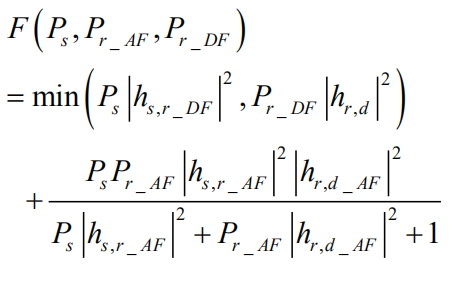 F(P_s, P_{r\_AF}, P_{r\_DF})
= min(P_s |h_{s,r\_DF}|^2, P_{r\_DF} |h_{r,d}|^2)
+ \frac{P_s P_{r\_AF} |h_{s,r\_AF}|^2 |h_{r,d\_AF}|^2}{P_s |h_{s,r\_AF}|^2 + P_{r\_AF} |h_{r,d\_AF}|^2 + 1}